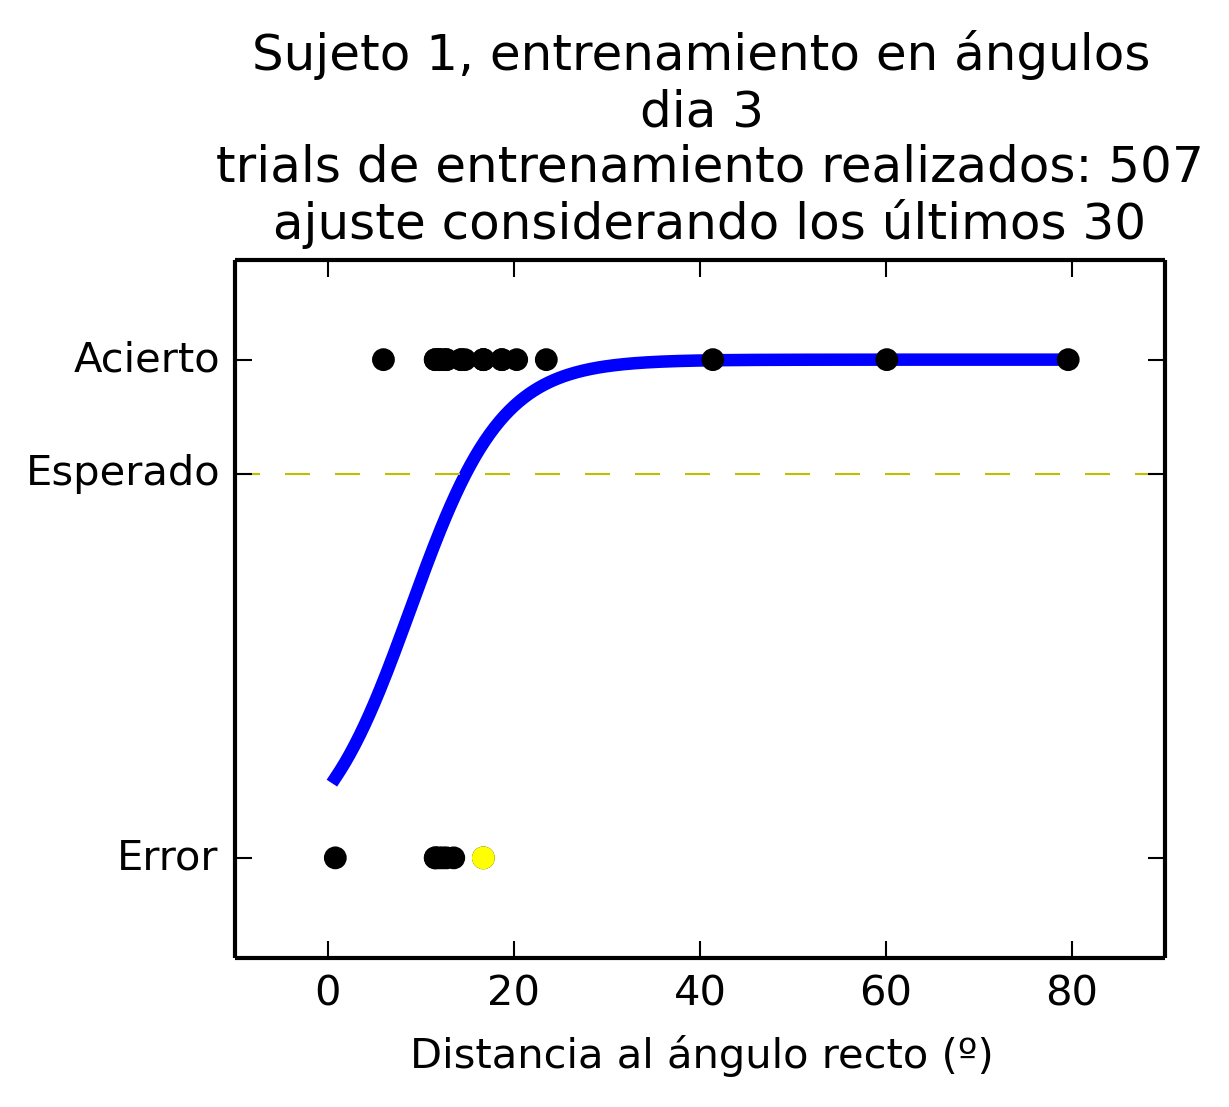 Sujeto 1, entrenamiento en ángulos
dia 3
trials de entrenamiento realizados: 507
ajuste considerando los últimos 30
Acierto
Esperado
Error
0 20 40 60 80
Distancia al ángulo recto (º)